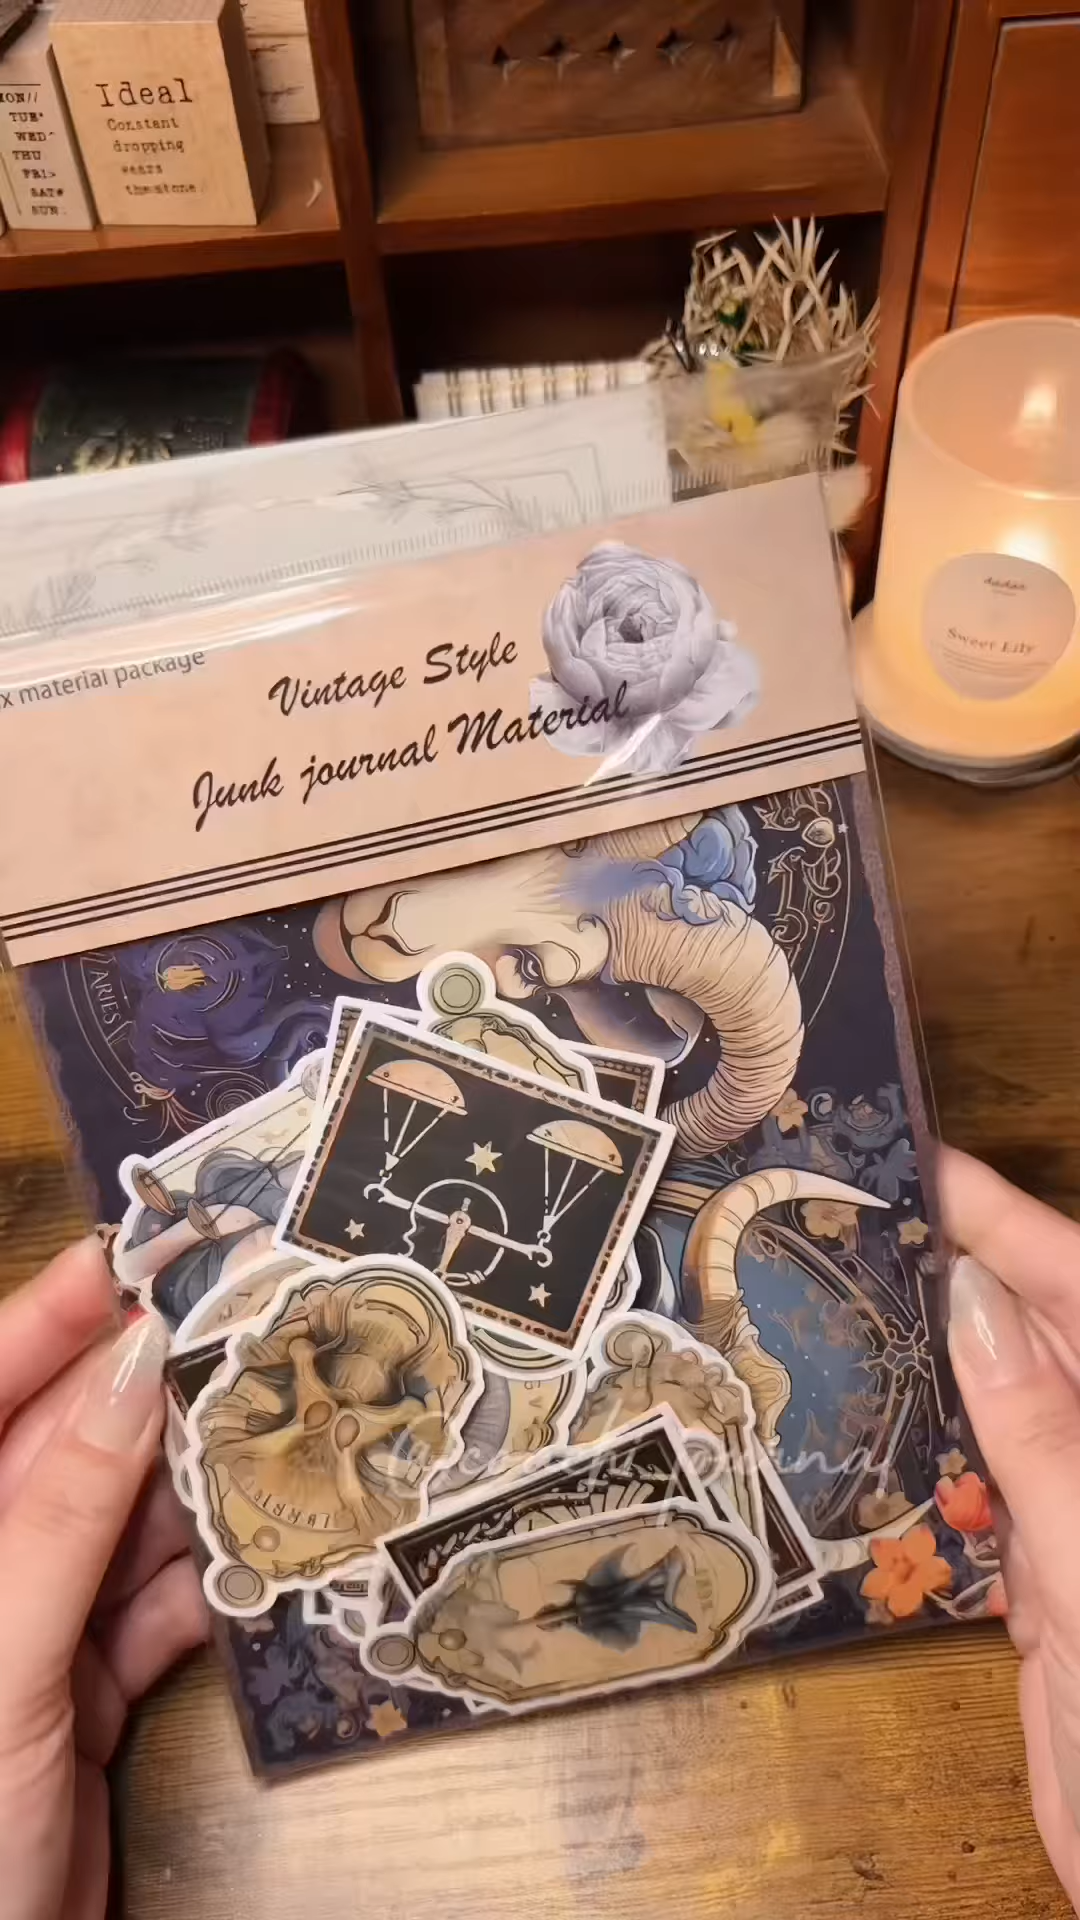 MON//
TUE*
WED^
THU
FRI>
SAT#
SUN.
Ideal
Constant
dropping
wears
the stone.
x material package
Vintage Style
Junk journal Material
dadas
Sweet Lily
ARIES